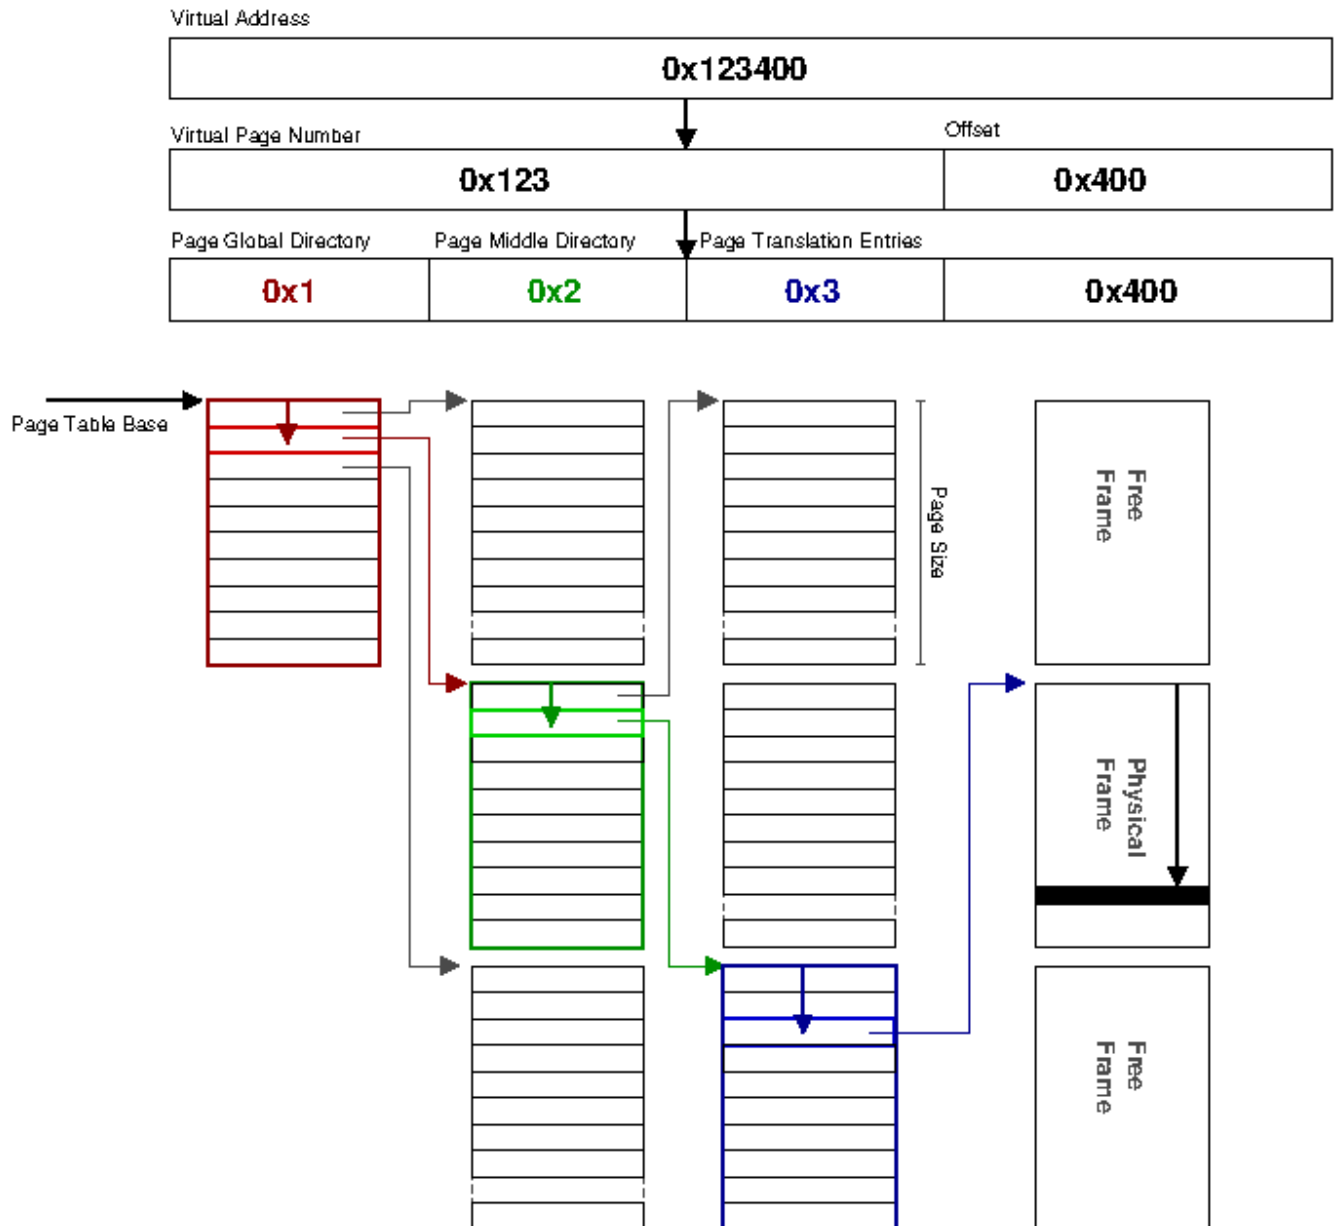 Virtual Address
0x123400
Virtual Page Number
Offset
0x123
0x400
Page Global Directory
Page Middle Directory
Page Translation Entries
0x1
0x2
0x3
0x400
Page Table Base
Page Size
Free
Frame
Physical
Frame
Free
Frame